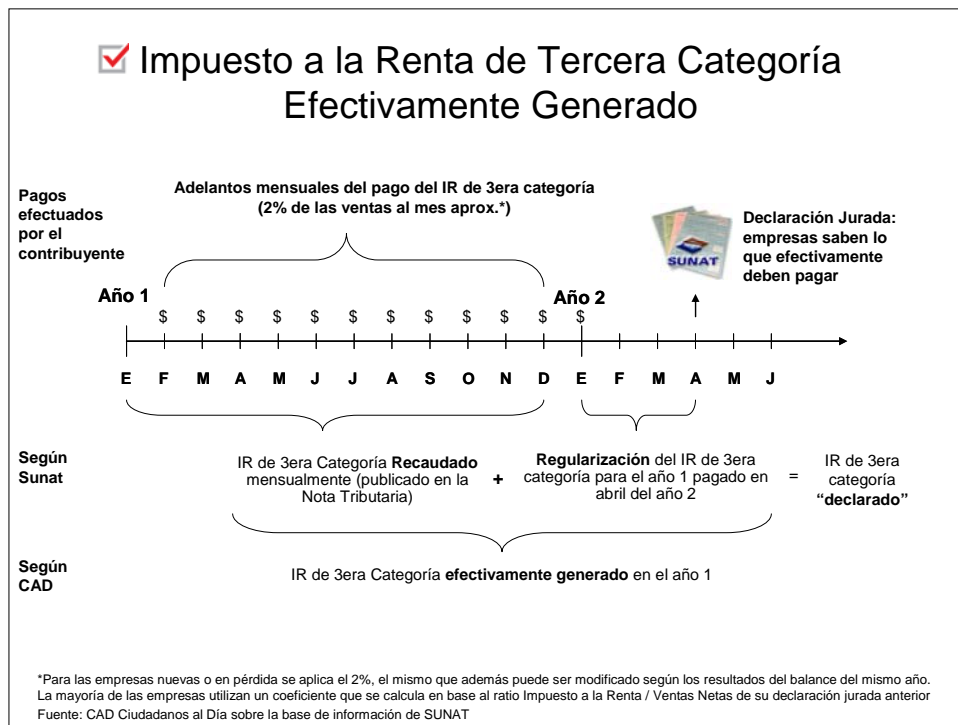 Impuesto a la Renta de Tercera Categoría
Efectivamente Generado
Pagos
efectuados
por el
contribuyente
Adelantos mensuales del pago del IR de 3era categoría
(2% de las ventas al mes aprox.*)
SUNAT
Declaración Jurada:
empresas saben lo
que efectivamente
deben pagar
Año 1
Año 2
$ $ $ $ $ $ $ $ $ $ $ $
E F M A M J J A S O N D E F M A M J
Según
Sunat
IR de 3era Categoría Recaudado
mensualmente (publicado en la
Nota Tributaria)
+
Regularización del IR de 3era
categoría para el año 1 pagado en
abril del año 2
=
IR de 3era
categoría
“declarado”
Según
CAD
IR de 3era Categoría efectivamente generado en el año 1
*Para las empresas nuevas o en pérdida se aplica el 2%, el mismo que además puede ser modificado según los resultados del balance del mismo año.
La mayoría de las empresas utilizan un coeficiente que se calcula en base al ratio Impuesto a la Renta / Ventas Netas de su declaración jurada anterior
Fuente: CAD Ciudadanos al Día sobre la base de información de SUNAT